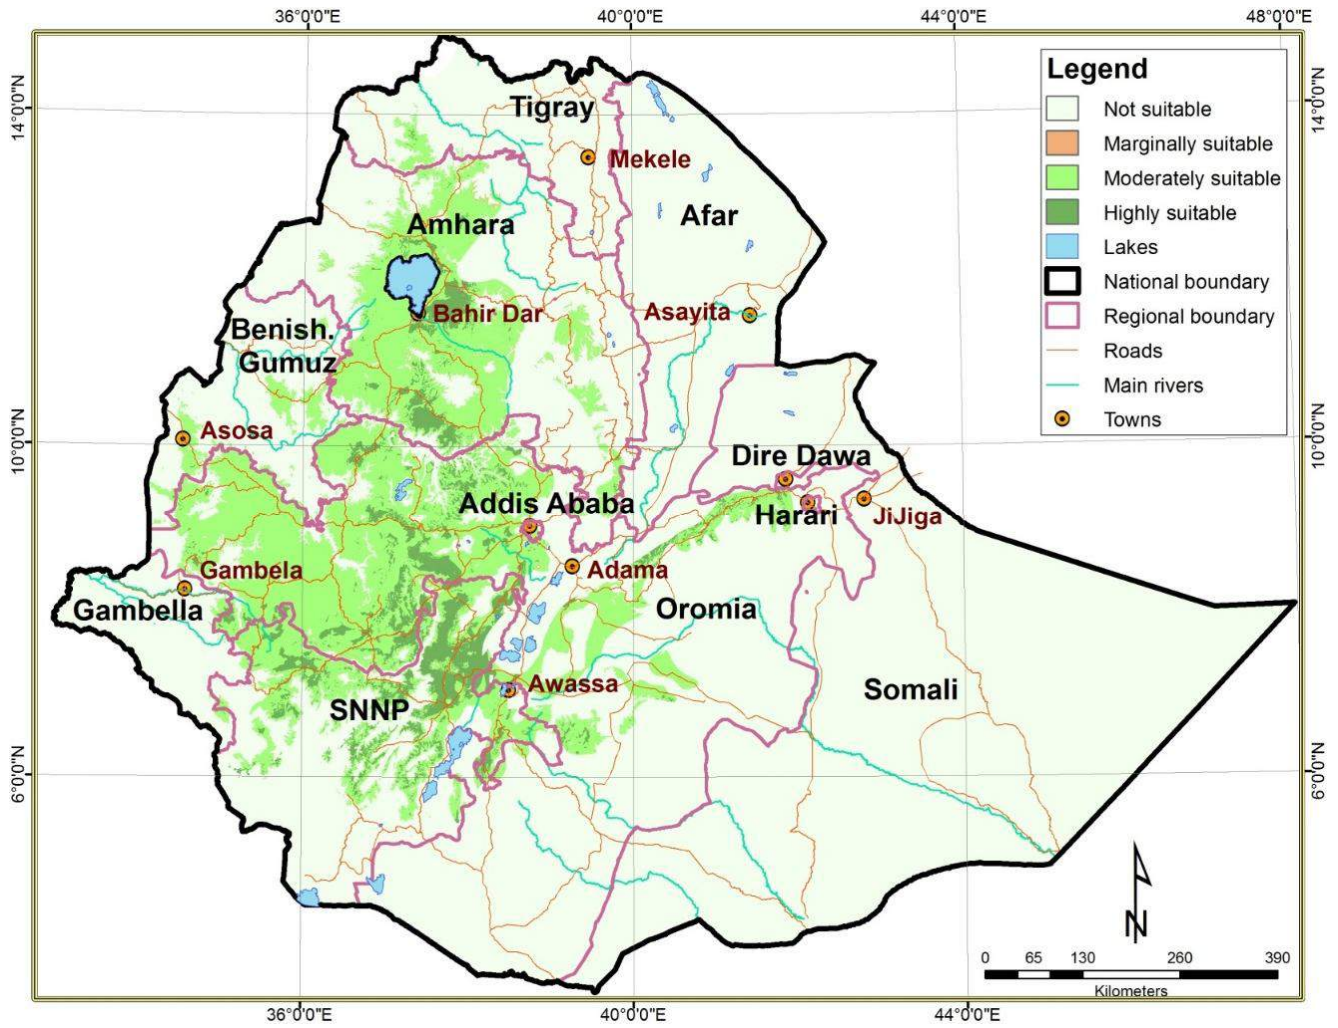 36°0'0"E
40°0'0"E
44°0'0"E
48°0'0"E
14°0'0"N
10°0'0"N
6°0'0"N
14°0'0"N
10°0'0"N
6°0'0"N
36°0'0"E
40°0'0"E
44°0'0"E
Tigray
Mekele
Amhara
Afar
Bahir Dar
Asayita
Benish.
Gumuz
Asosa
Dire Dawa
Addis Ababa
Harari
JiJiga
Gambela
Adama
Gambella
Oromia
Awassa
Somali
SNNP
Legend
Not suitable
Marginally suitable
Moderately suitable
Highly suitable
Lakes
National boundary
Regional boundary
Roads
Main rivers
Towns
N
0 65 130 260 390
Kilometers